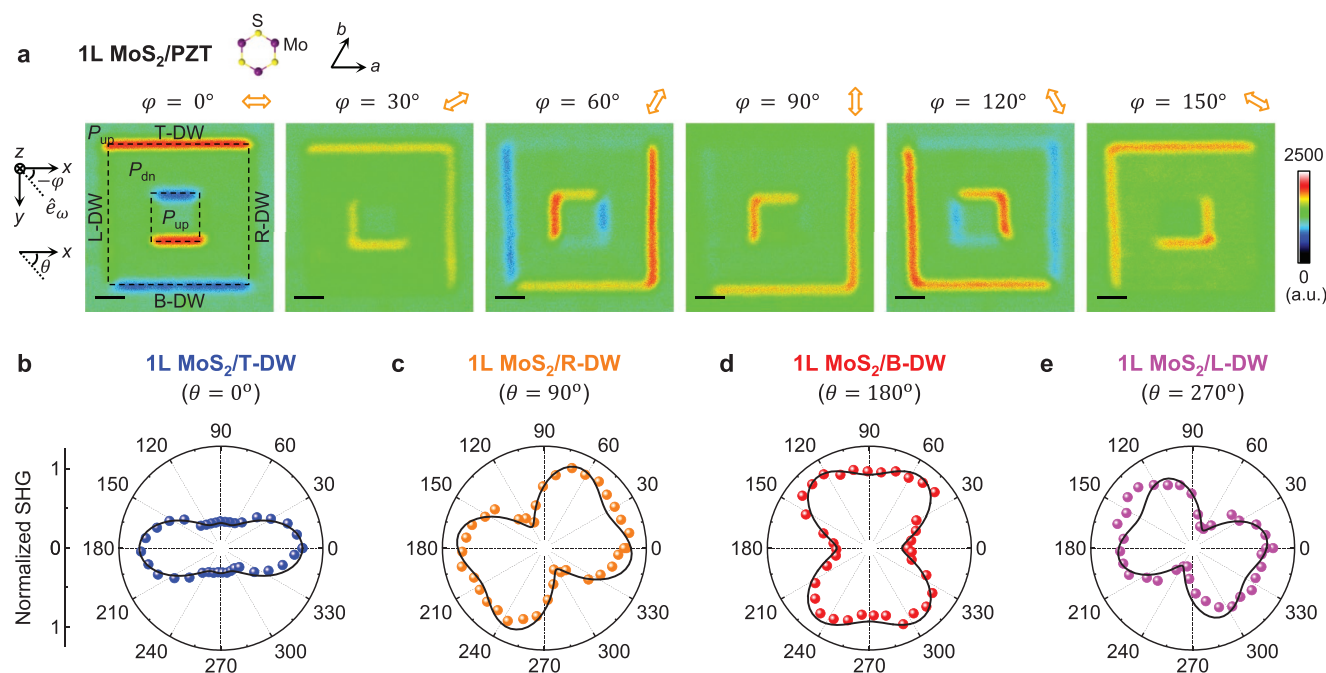 a 1L MoS₂/PZT S Mo b a
φ = 0° φ = 30° φ = 60° φ = 90° φ = 120° φ = 150°
P_up T-DW
z x −φ y ê_ω
P_dn
P_up
L-DW R-DW
B-DW
θ x
2500
0
(a.u.)
b 1L MoS₂/T-DW c 1L MoS₂/R-DW d 1L MoS₂/B-DW e 1L MoS₂/L-DW
(θ = 0°) (θ = 90°) (θ = 180°) (θ = 270°)
Normalized SHG
1 0 1
0 30 60 90 120 150 180 210 240 270 300 330
0 30 60 90 120 150 180 210 240 270 300 330
0 30 60 90 120 150 180 210 240 270 300 330
0 30 60 90 120 150 180 210 240 270 300 330